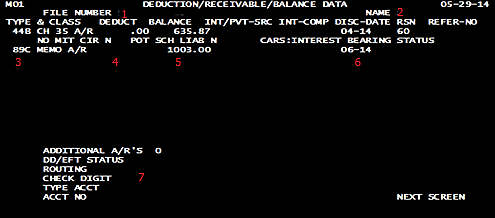 M01 DEDUCTION/RECEIVABLE/BALANCE DATA 05-29-14
FILE NUMBER 1 NAME 2
TYPE & CLASS DEDUCT BALANCE INT/PVT-SRC INT-COMP DISC-DATE RSN REFER-NO
44B CH 35 A/R .00 635.87 04-14 60
NO MIT CIR N POT SCH LIAB N CARS:INTEREST BEARING STATUS
89C MEMO A/R 1003.00 06-14
3 4 5 6
ADDITIONAL A/R'S 0
DD/EFT STATUS
ROUTING
CHECK DIGIT 7
TYPE ACCT
ACCT NO NEXT SCREEN